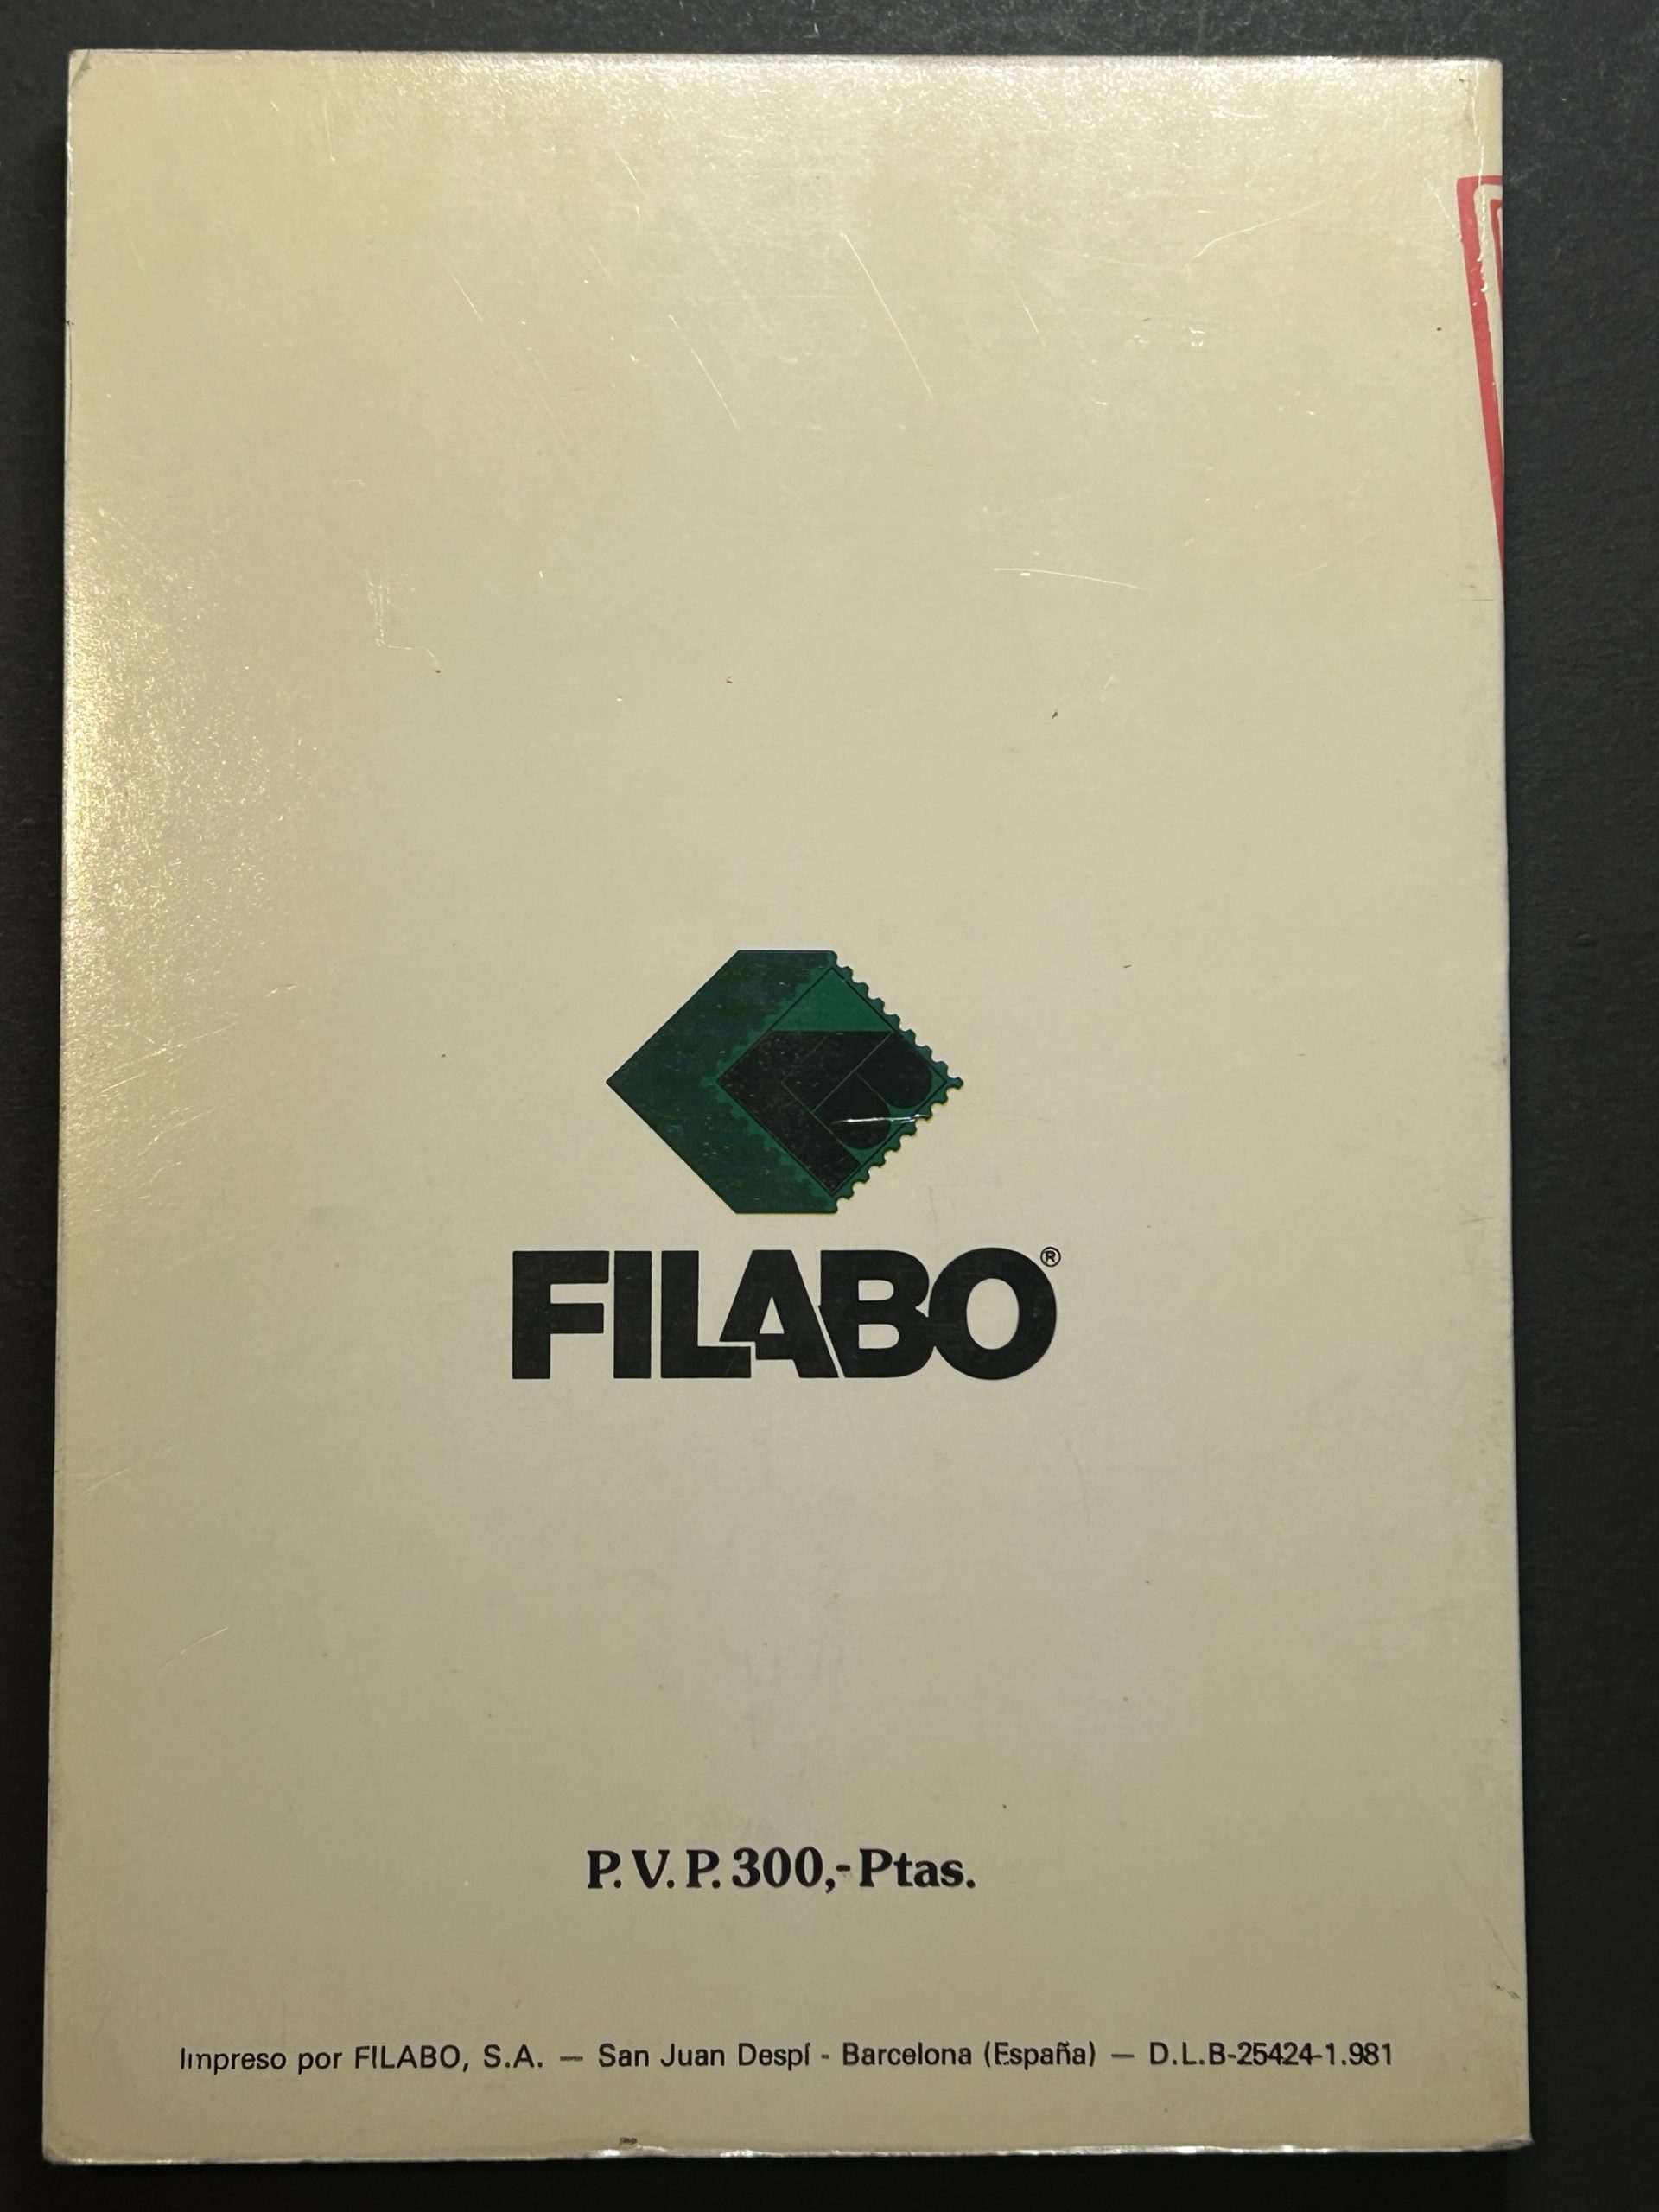 FILABO®
P.V.P. 300,- Ptas.
Impreso por FILABO, S.A. — San Juan Despí - Barcelona (España) — D.L.B-25424-1.981